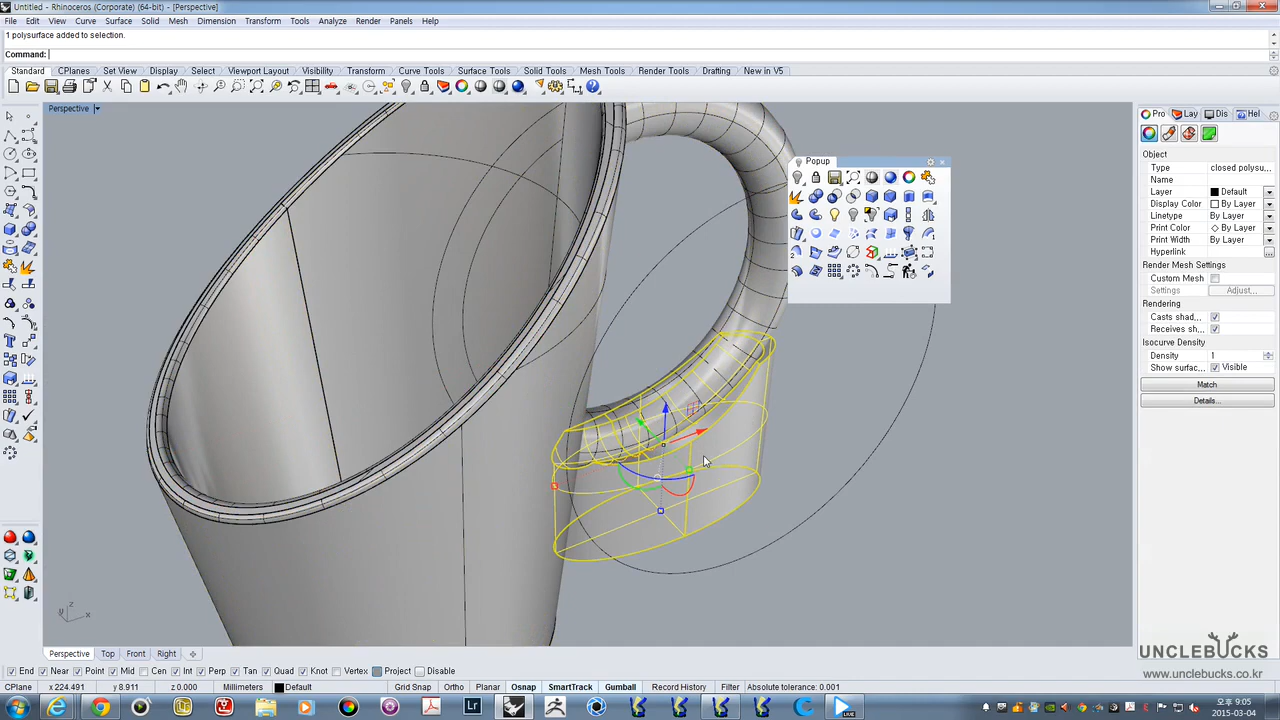 Untitled - Rhinoceros (Corporate) (64-bit) - [Perspective]
File Edit View Curve Surface Solid Mesh Dimension Transform Tools Analyze Render Panels Help
1 polysurface added to selection.
Command:
Standard CPlanes Set View Display Select Viewport Layout Visibility Transform Curve Tools Surface Tools Solid Tools Mesh Tools Render Tools Drafting New in V5
Perspective
Popup
Pro Lay Dis Hel
Object
Type closed polysu...
Name
Layer Default
Display Color By Layer
Linetype By Layer
Print Color By Layer
Print Width By Layer
Hyperlink ...
Render Mesh Settings
Custom Mesh
Settings Adjust...
Rendering
Casts shad...
Receives sh...
Isocurve Density
Density 1
Show surfac... Visible
Match
Details...
z
y x
UNCLEBUCKS
www.unclebucks.co.kr
Perspective Top Front Right
End Near Point Mid Cen Int Perp Tan Quad Knot Vertex Project Disable
CPlane x 224.491 y 8.911 z 0.000 Millimeters Default Grid Snap Ortho Planar Osnap SmartTrack Gumball Record History Filter Absolute tolerance: 0.001
Lr
LIVE
오후 9:05
2015-03-04